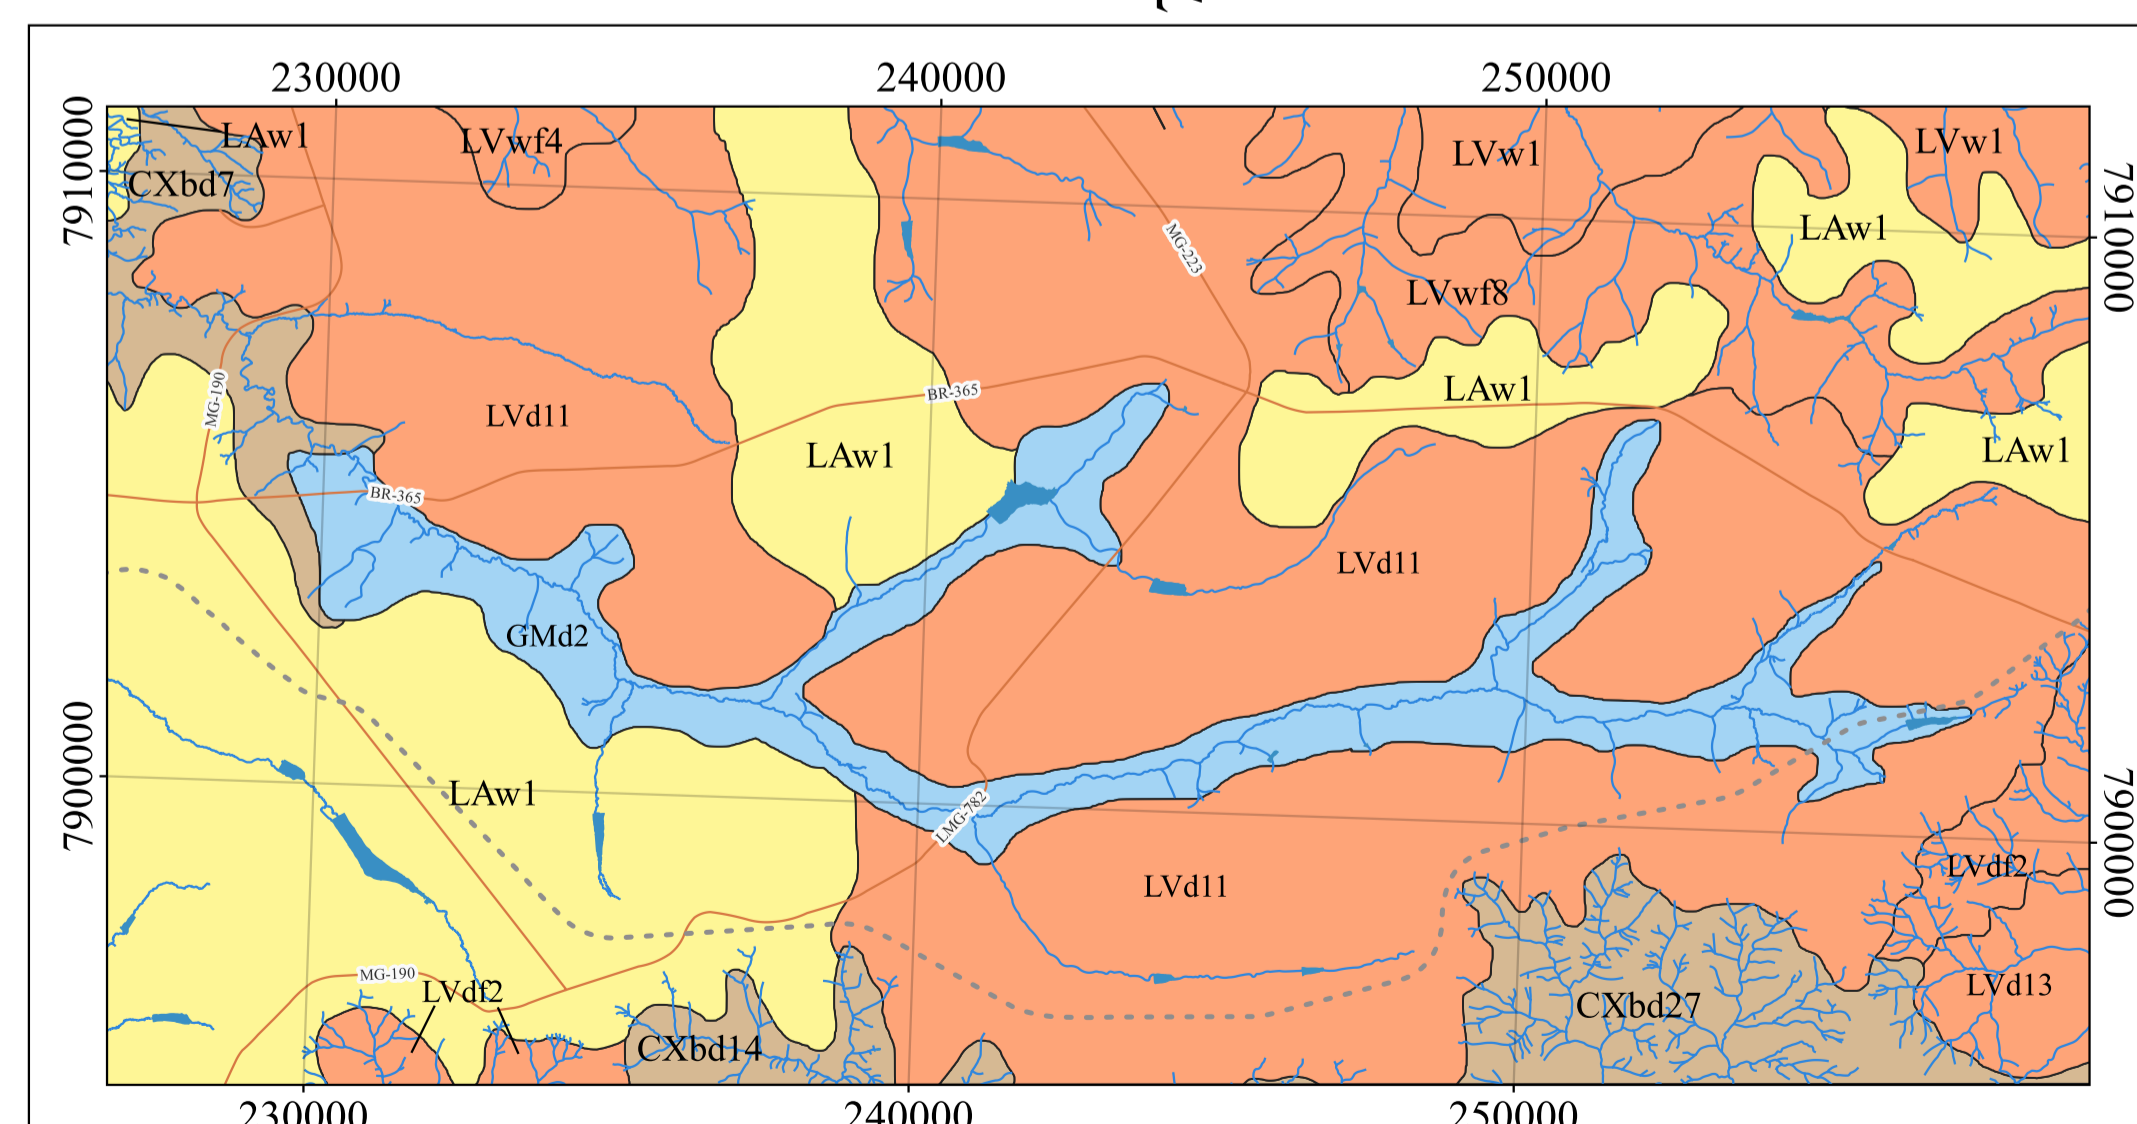 230000 240000 250000
7910000
7910000
LAw1
LVwf4
LVw1
LVw1
CXbd7
LAw1
MG-223
LVwf8
LAw1
BR-365
MG-190
LVd11
LAw1
LAw1
BR-365
LVd11
GMd2
7900000
7900000
LAw1
LMG-782
LVdf2
LVd11
MG-190
LVdf2
LVd13
CXbd27
CXbd14
230000 240000 250000